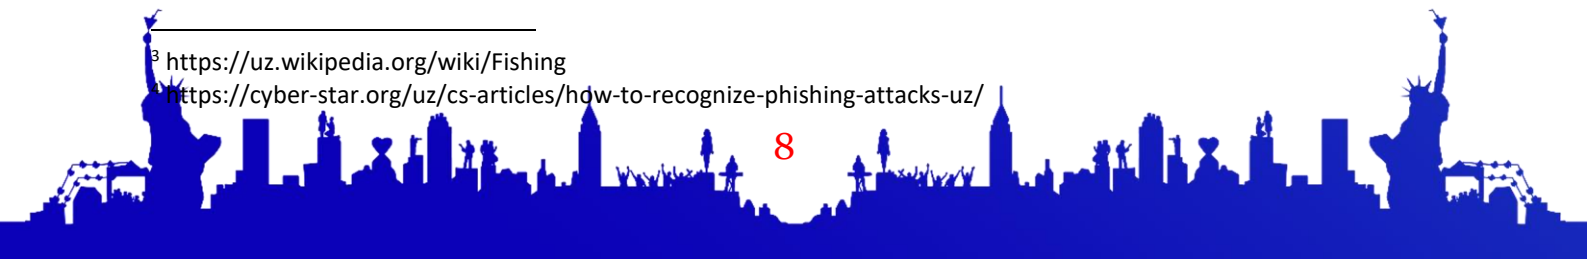 ³ https://uz.wikipedia.org/wiki/Fishing
⁴ https://cyber-star.org/uz/cs-articles/how-to-recognize-phishing-attacks-uz/
8